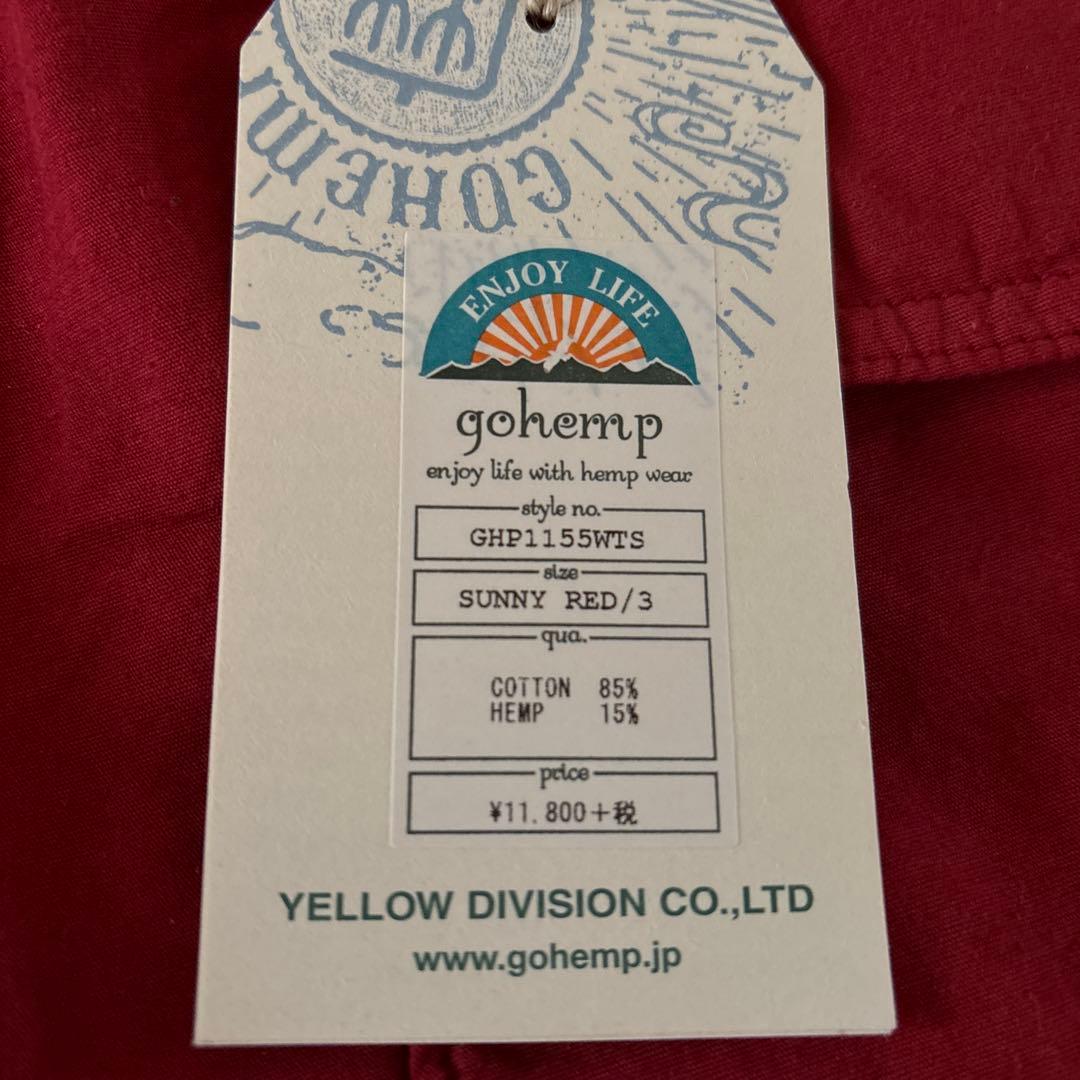 GOHEMP
ENJOY LIFE
gohemp
enjoy life with hemp wear
style no.
GHP1155WTS
size
SUNNY RED/3
qua.
COTTON 85%
HEMP 15%
price
¥11,800+税
YELLOW DIVISION CO.,LTD
www.gohemp.jp